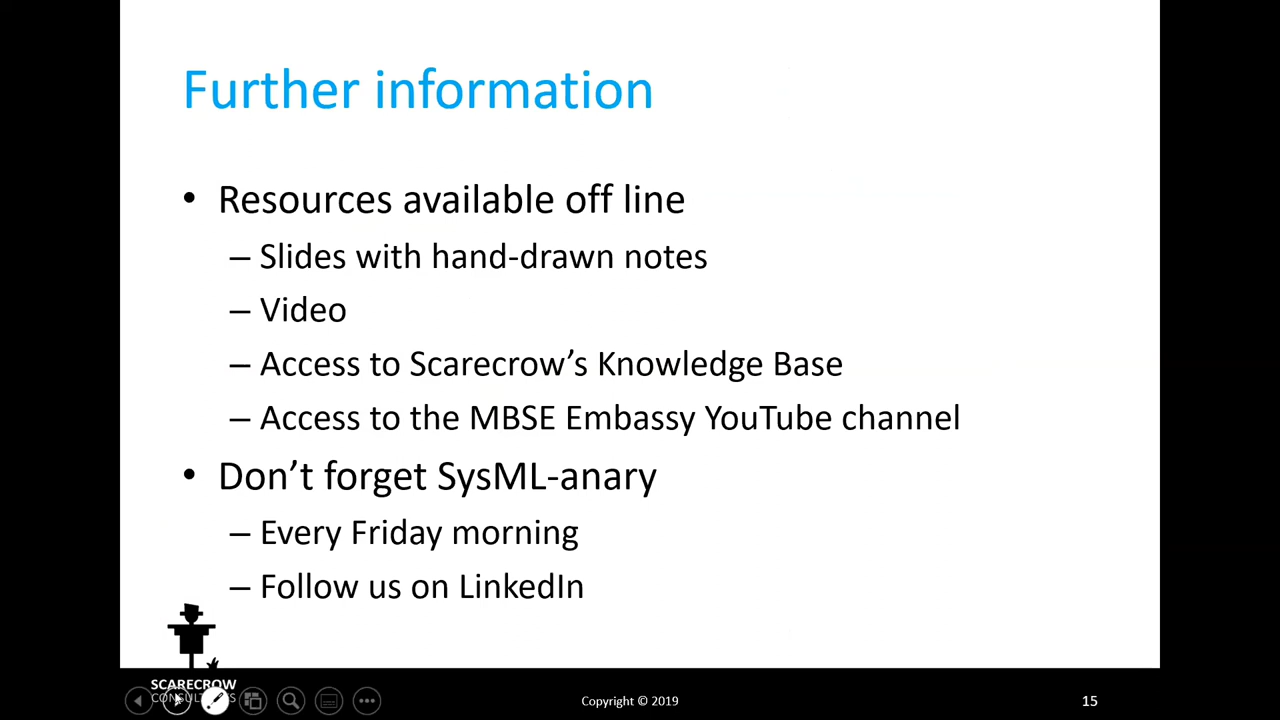 Further information
• Resources available off line
– Slides with hand-drawn notes
– Video
– Access to Scarecrow’s Knowledge Base
– Access to the MBSE Embassy YouTube channel
• Don’t forget SysML-anary
– Every Friday morning
– Follow us on LinkedIn
SCARECROW
Copyright © 2019
15